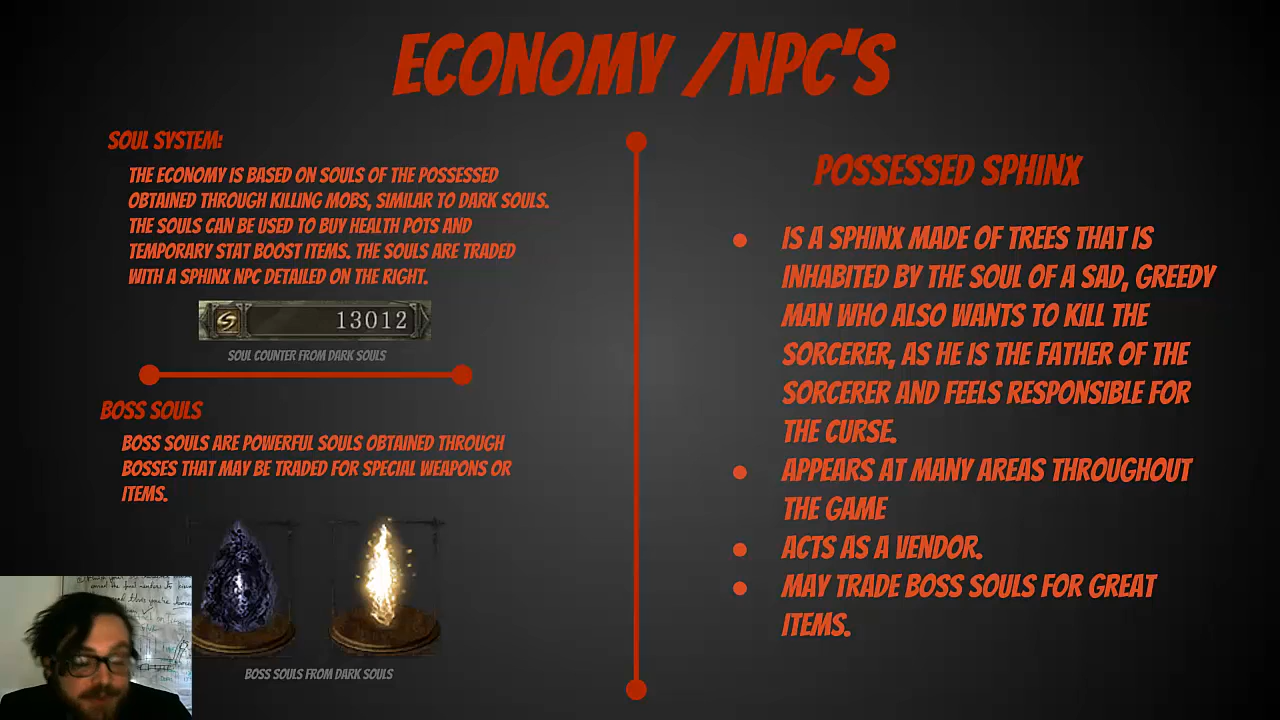 ECONOMY /NPC'S
SOUL SYSTEM:
THE ECONOMY IS BASED ON SOULS OF THE POSSESSED
OBTAINED THROUGH KILLING MOBS, SIMILAR TO DARK SOULS.
THE SOULS CAN BE USED TO BUY HEALTH POTS AND
TEMPORARY STAT BOOST ITEMS. THE SOULS ARE TRADED
WITH A SPHINX NPC DETAILED ON THE RIGHT.
13012
SOUL COUNTER FROM DARK SOULS
BOSS SOULS
BOSS SOULS ARE POWERFUL SOULS OBTAINED THROUGH
BOSSES THAT MAY BE TRADED FOR SPECIAL WEAPONS OR
ITEMS.
BOSS SOULS FROM DARK SOULS
POSSESSED SPHINX
● IS A SPHINX MADE OF TREES THAT IS
INHABITED BY THE SOUL OF A SAD, GREEDY
MAN WHO ALSO WANTS TO KILL THE
SORCERER, AS HE IS THE FATHER OF THE
SORCERER AND FEELS RESPONSIBLE FOR
THE CURSE.
● APPEARS AT MANY AREAS THROUGHOUT
THE GAME
● ACTS AS A VENDOR.
● MAY TRADE BOSS SOULS FOR GREAT
ITEMS.